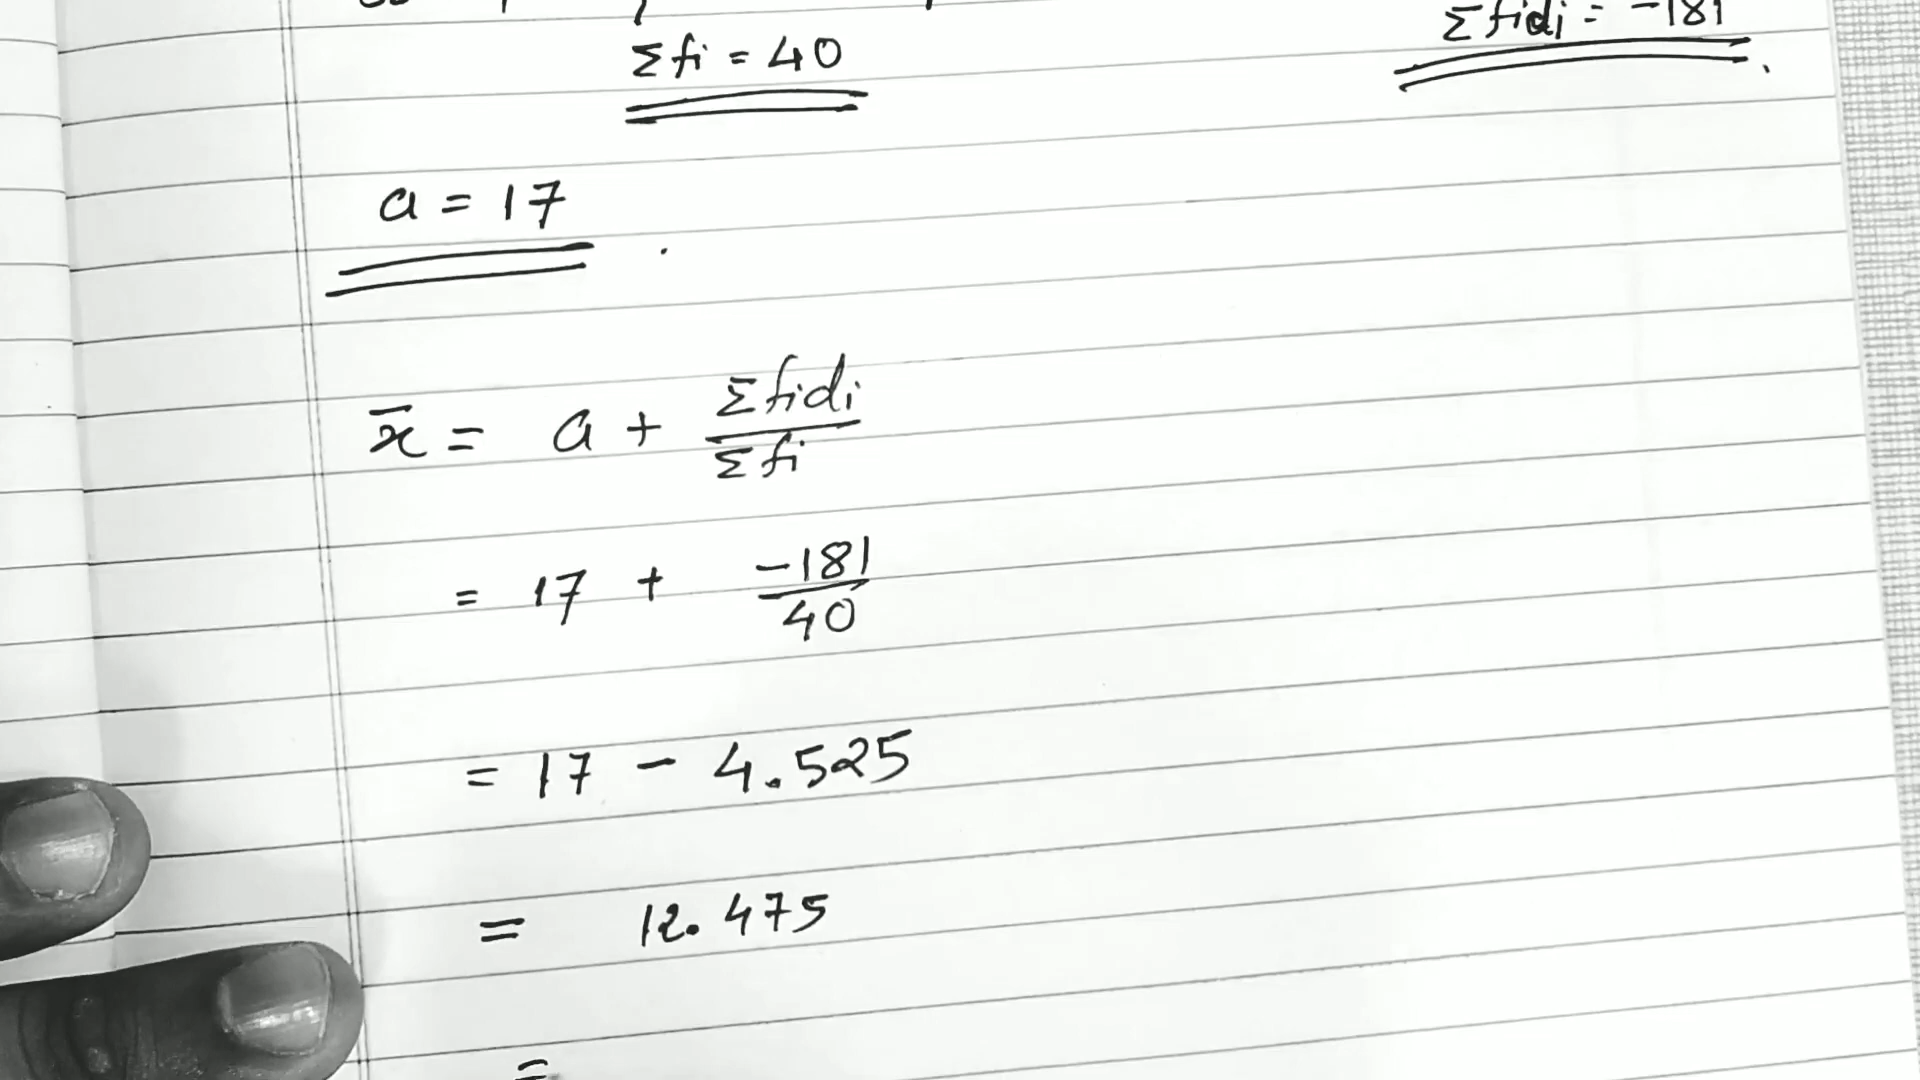 Σfidi = -181
Σfi = 40
a = 17
x̄ = a + Σfidi/Σfi
= 17 + -181/40
= 17 - 4.525
= 12.475
=